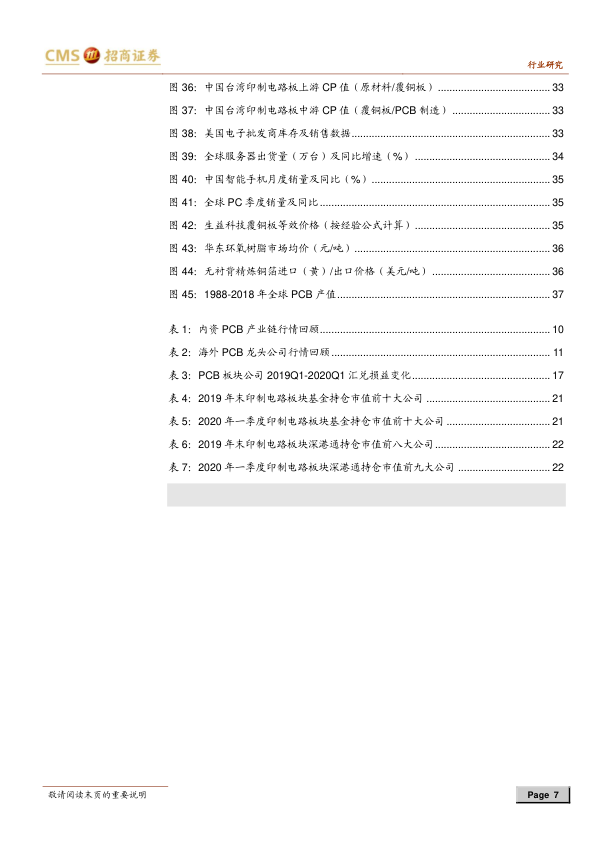 CMS 招商证券
行业研究
图 36：中国台湾印制电路板上游 CP 值（原材料/覆铜板）....................................... 33
图 37：中国台湾印制电路板中游 CP 值（覆铜板/PCB 制造）.................................. 33
图 38：美国电子批发商库存及销售数据..................................................................... 33
图 39：全球服务器出货量（万台）及同比增速（%）............................................... 34
图 40：中国智能手机月度销量及同比（%）.............................................................. 35
图 41：全球 PC 季度销量及同比................................................................................ 35
图 42：生益科技覆铜板等效价格（按经验公式计算）............................................... 35
图 43：华东环氧树脂市场均价（元/吨）.................................................................... 36
图 44：无衬背精炼铜箔进口（黄）/出口价格（美元/吨）......................................... 36
图 45：1988-2018 年全球 PCB 产值.......................................................................... 37
表 1：内资 PCB 产业链行情回顾................................................................................ 10
表 2：海外 PCB 龙头公司行情回顾............................................................................ 11
表 3：PCB 板块公司 2019Q1-2020Q1 汇兑损益变化................................................ 17
表 4：2019 年末印制电路板块基金持仓市值前十大公司........................................... 21
表 5：2020 年一季度印制电路板块基金持仓市值前十大公司.................................... 21
表 6：2019 年末印制电路板块深港通持仓市值前八大公司........................................ 22
表 7：2020 年一季度印制电路板块深港通持仓市值前九大公司................................ 22
敬请阅读末页的重要说明
Page 7